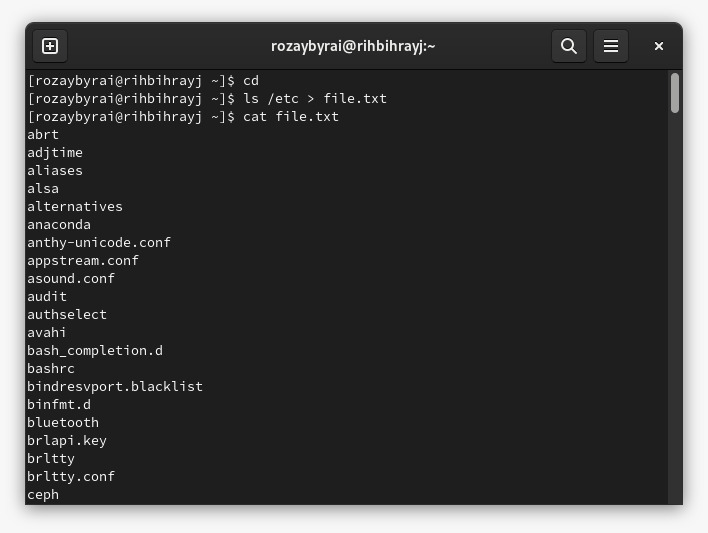 rozaybyrai@rihbihrayj:~
[rozaybyrai@rihbihrayj ~]$ cd
[rozaybyrai@rihbihrayj ~]$ ls /etc > file.txt
[rozaybyrai@rihbihrayj ~]$ cat file.txt
abrt
adjtime
aliases
alsa
alternatives
anaconda
anthy-unicode.conf
appstream.conf
asound.conf
audit
authselect
avahi
bash_completion.d
bashrc
bindresvport.blacklist
binfmt.d
bluetooth
brlapi.key
brltty
brltty.conf
ceph